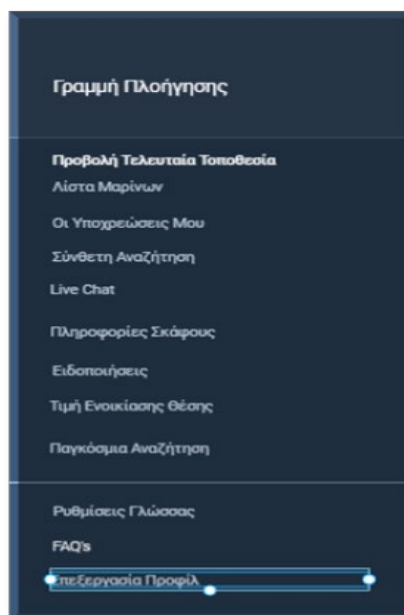 Γραμμή Πλοήγησης
Προβολή Τελευταία Τοποθεσία
Λίστα Μαρίνων
Οι Υποχρεώσεις Μου
Σύνθετη Αναζήτηση
Live Chat
Πληροφορίες Σκάφους
Ειδοποιήσεις
Τιμή Ενοικίασης Θέσης
Παγκόσμια Αναζήτηση
Ρυθμίσεις Γλώσσας
FAQ's
Επεξεργασία Προφίλ